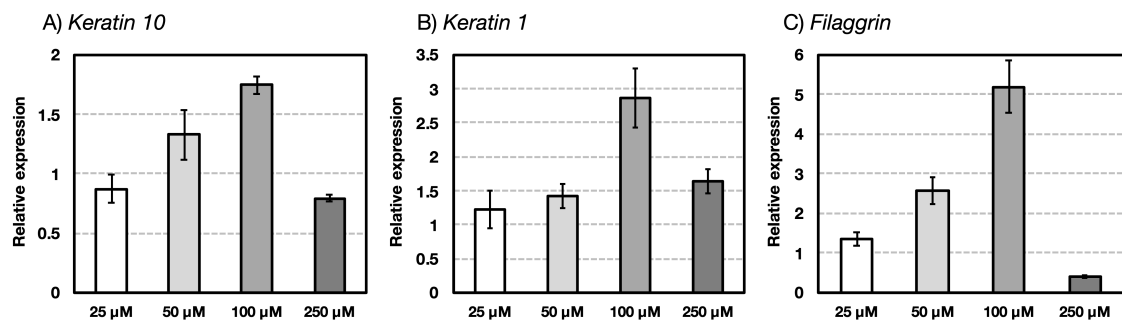 A) Keratin 10
Relative expression
2
1.5
1
0.5
0
25 µM 50 µM 100 µM 250 µM
B) Keratin 1
Relative expression
3.5
3
2.5
2
1.5
1
0.5
0
25 µM 50 µM 100 µM 250 µM
C) Filaggrin
Relative expression
6
5
4
3
2
1
0
25 µM 50 µM 100 µM 250 µM